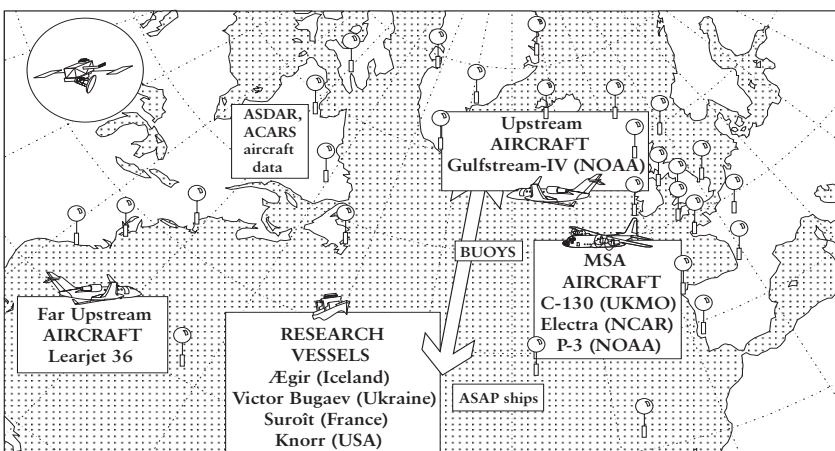 ASDAR,
ACARS
aircraft
data
Upstream
AIRCRAFT
Gulfstream-IV (NOAA)
BUOYS
MSA
AIRCRAFT
C-130 (UKMO)
Electra (NCAR)
P-3 (NOAA)
Far Upstream
AIRCRAFT
Learjet 36
RESEARCH
VESSELS
Ægir (Iceland)
Victor Bugaev (Ukraine)
Suroît (France)
Knorr (USA)
ASAP ships